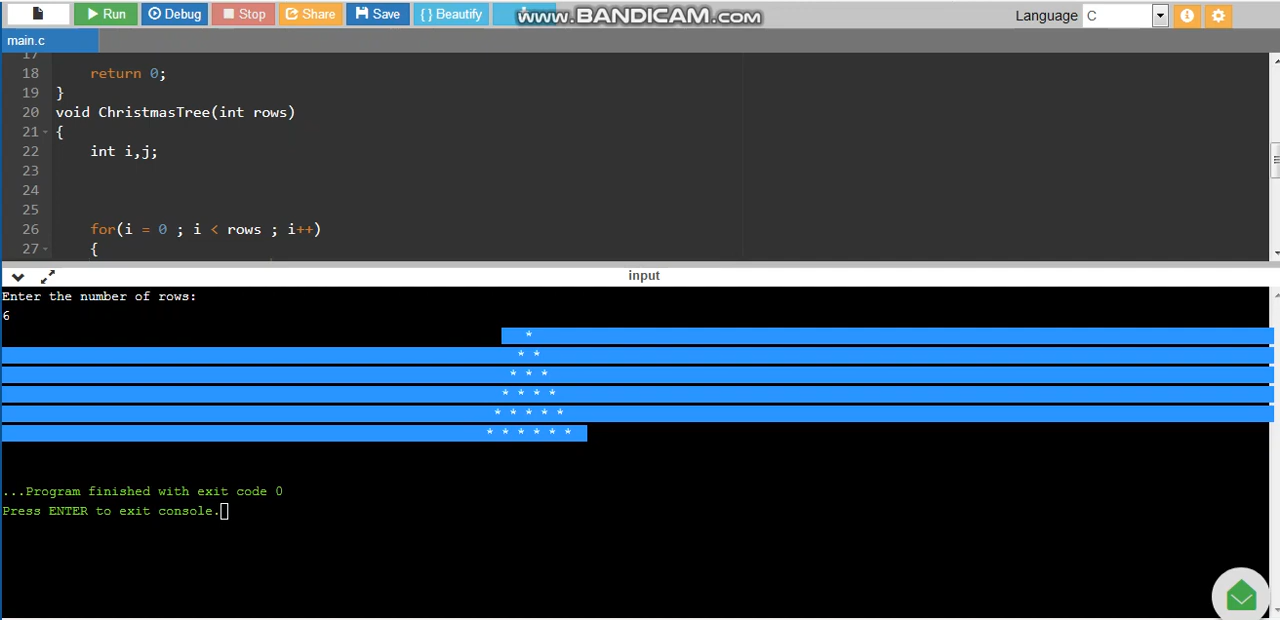 Run Debug Stop Share Save { } Beautify www.BANDICAM.com Language C
main.c
17
18 return 0;
19 }
20 void ChristmasTree(int rows)
21 {
22 int i,j;
23
24
25
26 for(i = 0 ; i < rows ; i++)
27 {
input
Enter the number of rows:
6
*
* *
* * *
* * * *
* * * * *
* * * * * *
...Program finished with exit code 0
Press ENTER to exit console.